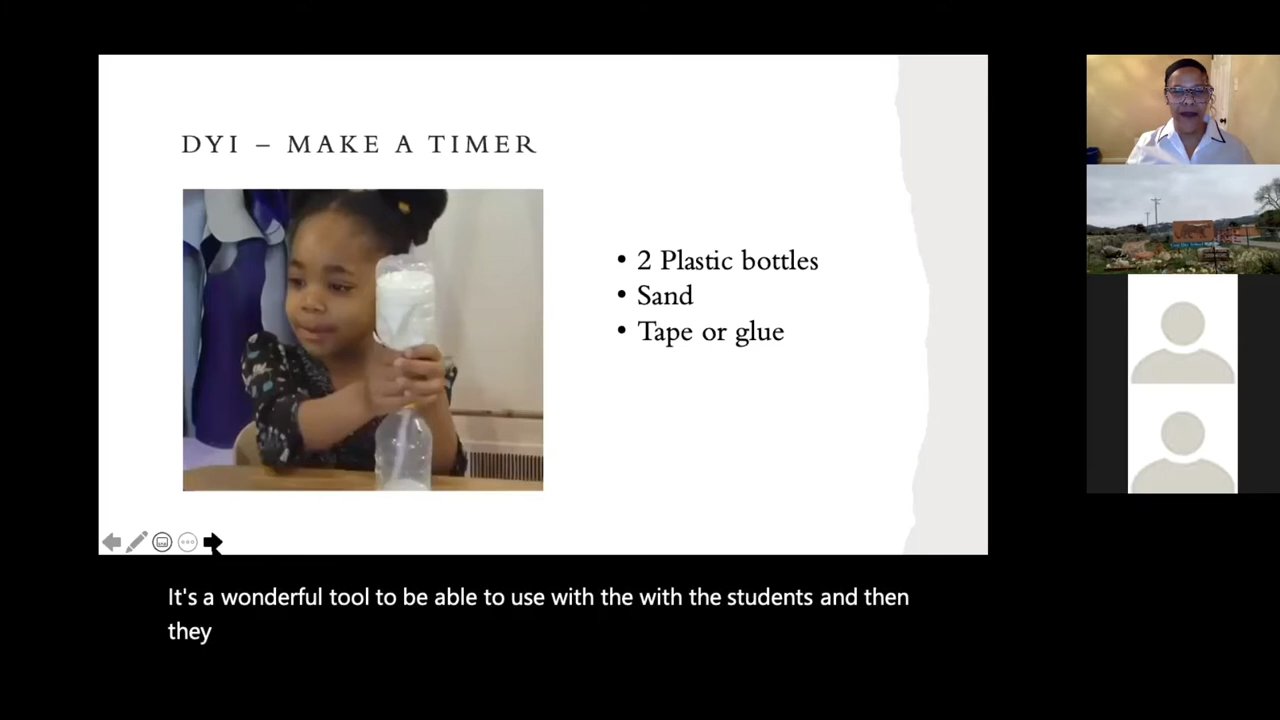 DYI – MAKE A TIMER
• 2 Plastic bottles
• Sand
• Tape or glue
It's a wonderful tool to be able to use with the with the students and then
they